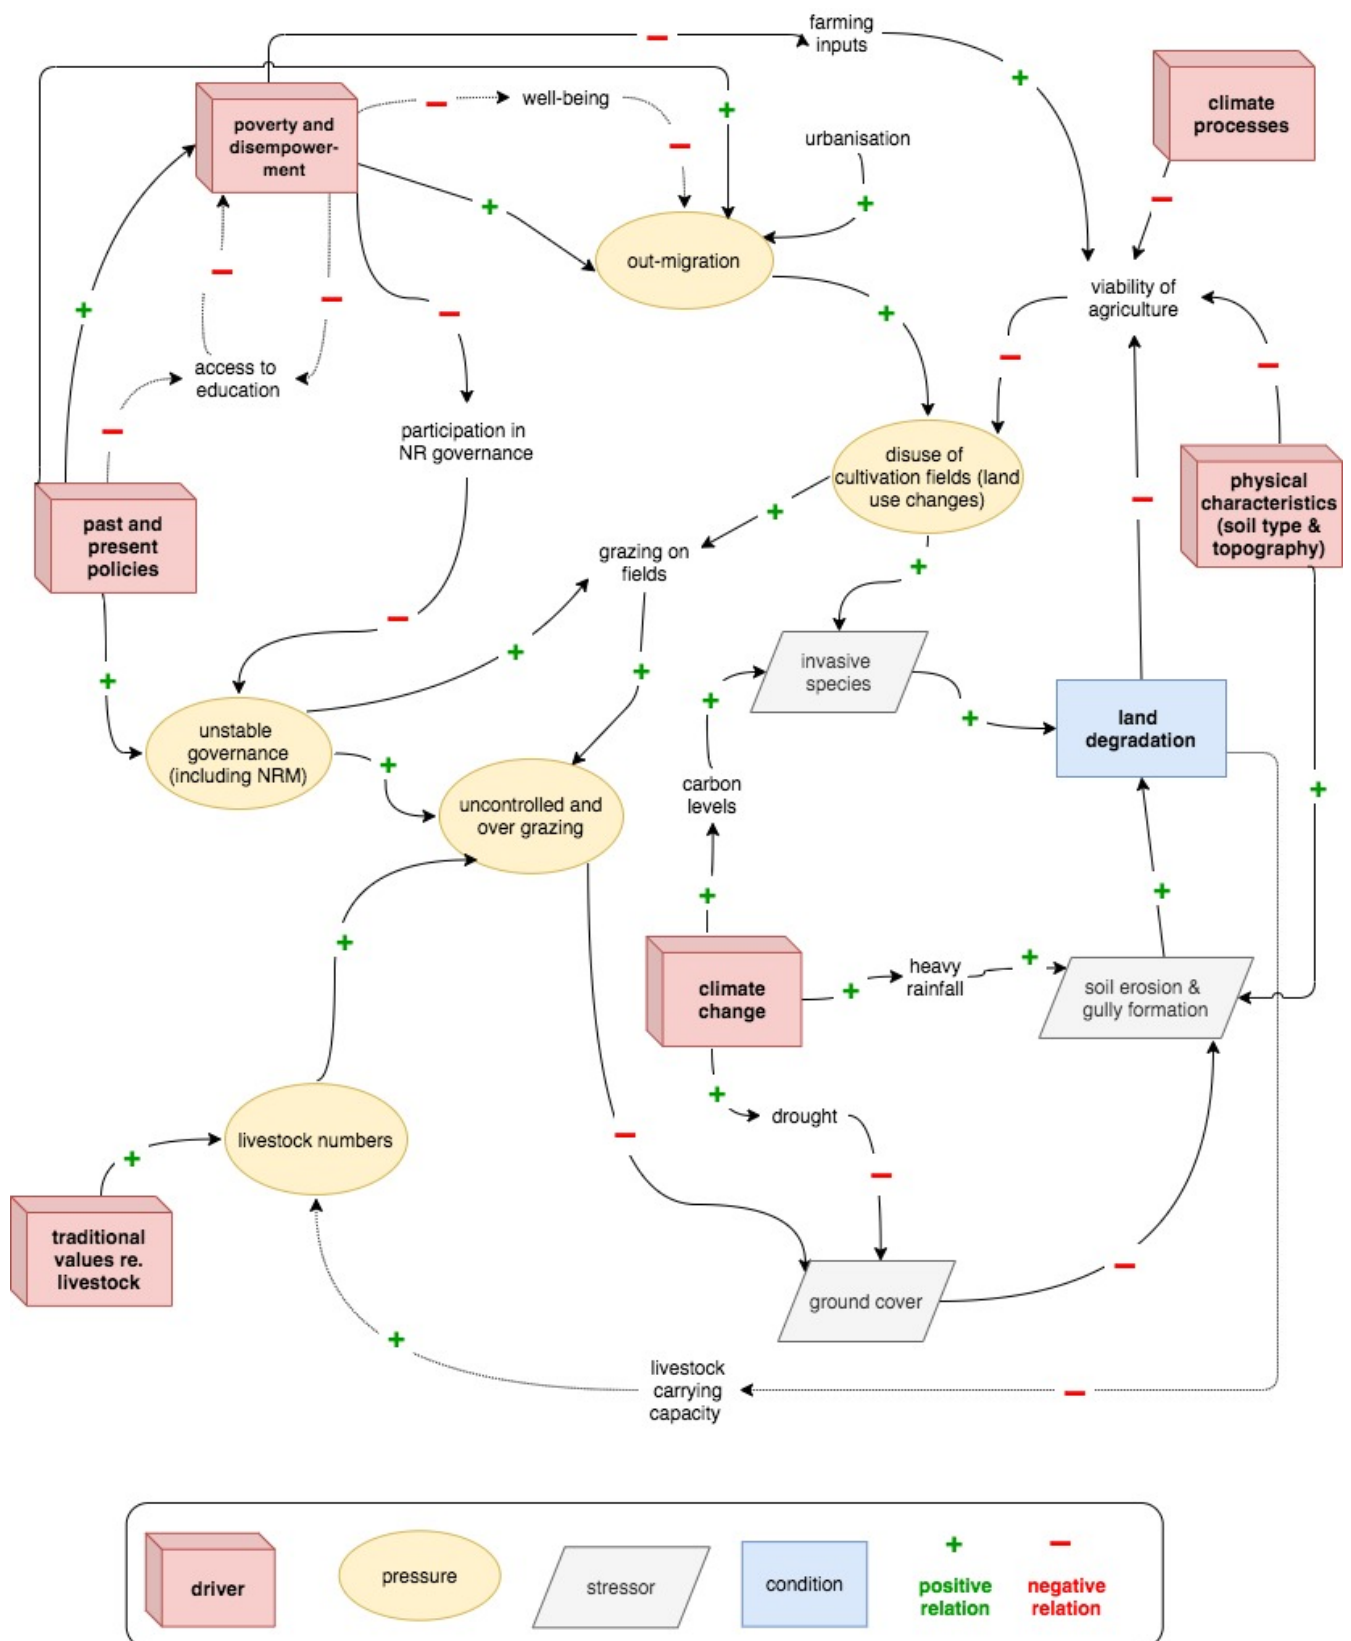 farming
inputs
climate
processes
poverty and
disempower-
ment
well-being
urbanisation
out-migration
viability of
agriculture
access to
education
participation in
NR governance
disuse of
cultivation fields (land
use changes)
physical
characteristics
(soil type &
topography)
past and
present
policies
grazing on
fields
invasive
species
land
degradation
unstable
governance
(including NRM)
uncontrolled and
over grazing
carbon
levels
climate
change
heavy
rainfall
soil erosion &
gully formation
drought
livestock numbers
traditional
values re.
livestock
ground cover
livestock
carrying
capacity
driver
pressure
stressor
condition
+
positive
relation
−
negative
relation